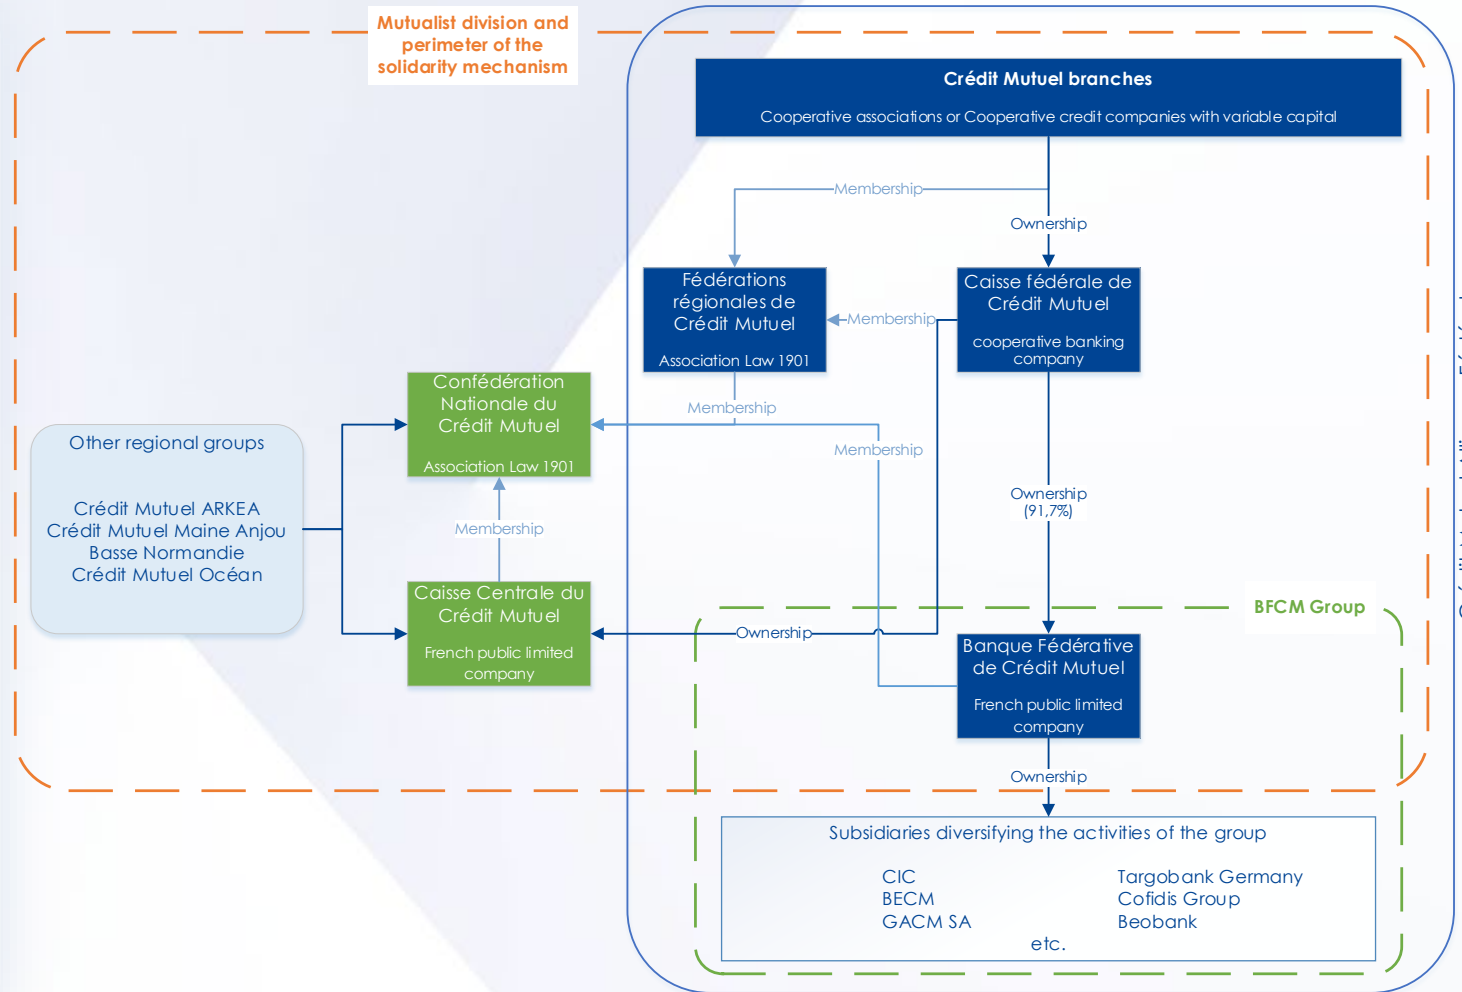 Mutualist division and
perimeter of the
solidarity mechanism
Crédit Mutuel branches
Cooperative associations or Cooperative credit companies with variable capital
Membership
Ownership
Fédérations
régionales de
Crédit Mutuel
Association Law 1901
Membership
Caisse fédérale de
Crédit Mutuel
cooperative banking
company
Confédération
Nationale du
Crédit Mutuel
Association Law 1901
Membership
Membership
Other regional groups
Crédit Mutuel ARKEA
Crédit Mutuel Maine Anjou
Basse Normandie
Crédit Mutuel Océan
Membership
Ownership
(91,7%)
Caisse Centrale du
Crédit Mutuel
French public limited
company
Ownership
BFCM Group
Banque Fédérative
de Crédit Mutuel
French public limited
company
Ownership
Subsidiaries diversifying the activities of the group
CIC
BECM
GACM SA
Targobank Germany
Cofidis Group
Beobank
etc.